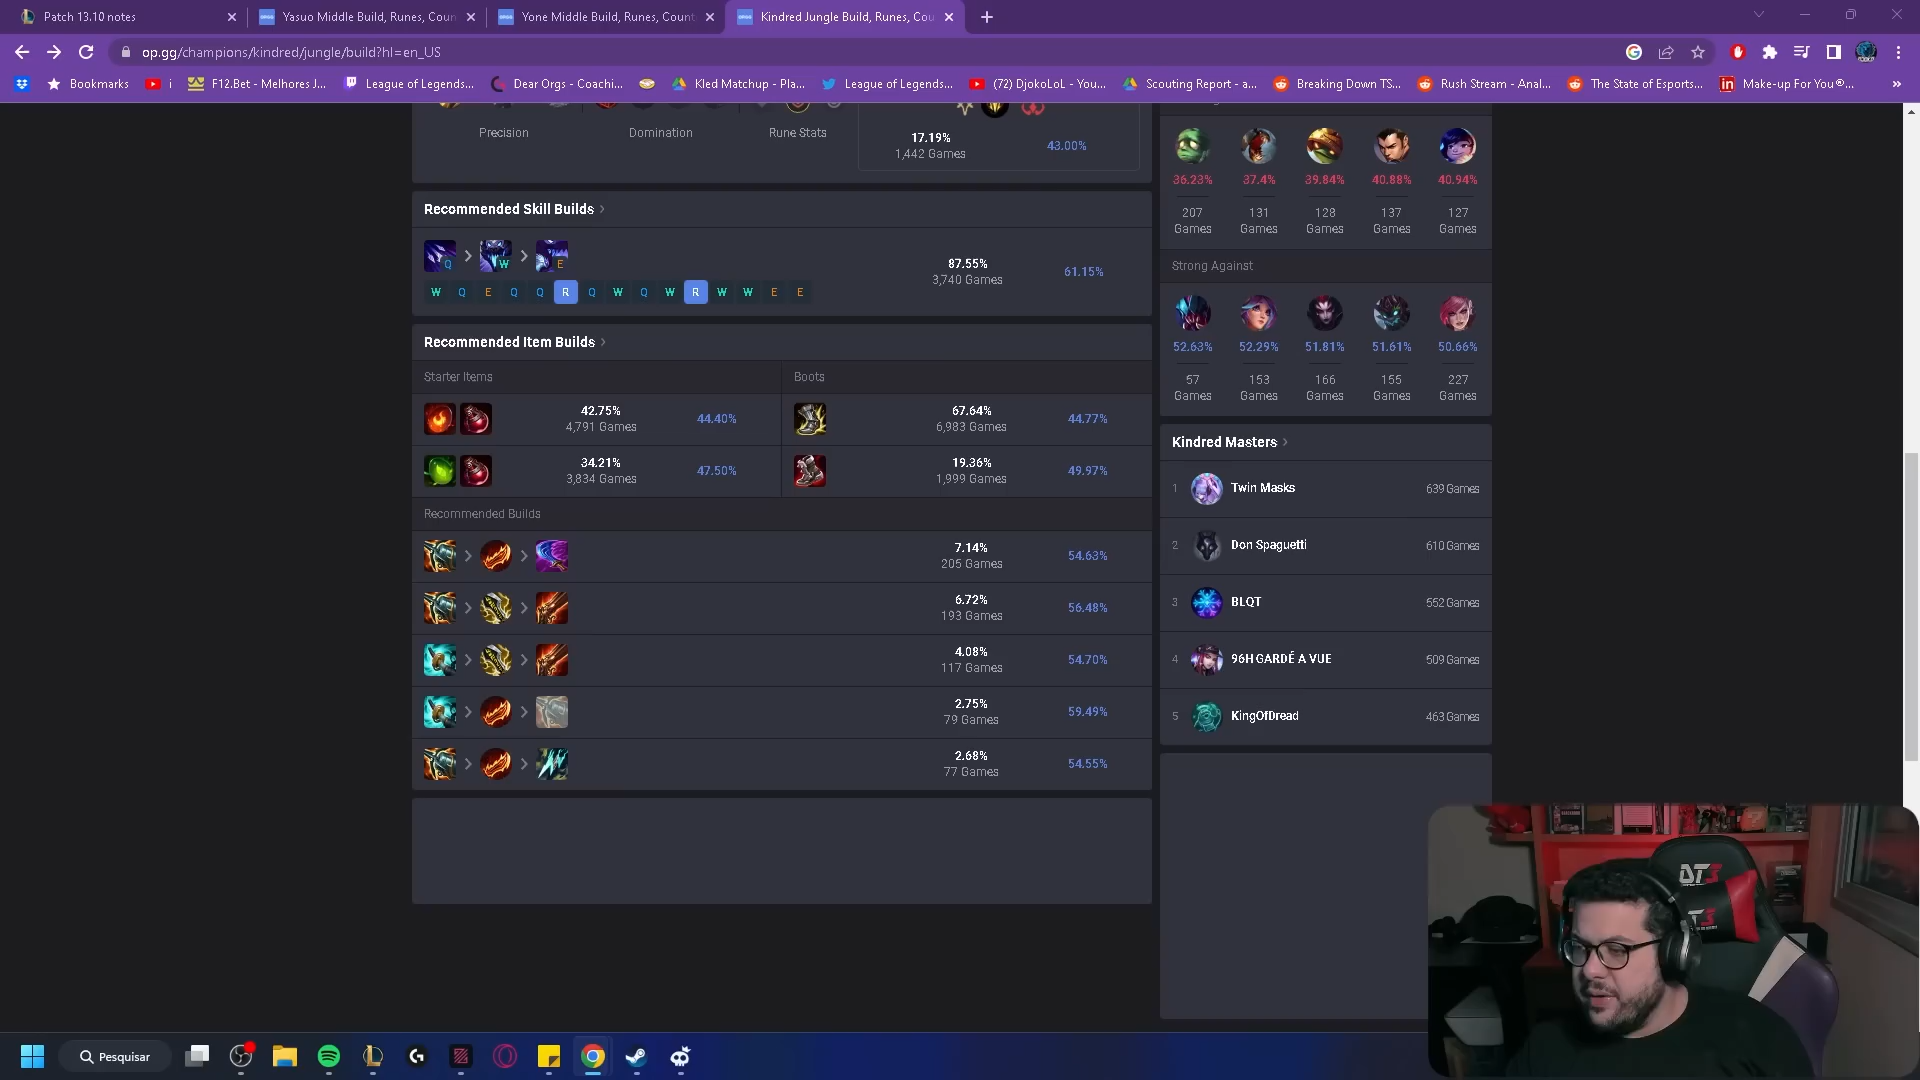 Patch 13.10 notes
Yasuo Middle Build, Runes, Coun
Yone Middle Build, Runes, Count
Kindred Jungle Build, Runes, Cou
op.gg/champions/kindred/jungle/build?hl=en_US
Bookmarks
i
F12.Bet - Melhores J...
League of Legends...
Dear Orgs - Coachi...
Kled Matchup - Pla...
League of Legends...
(72) DjokoLoL - You...
Scouting Report - a...
Breaking Down TS...
Rush Stream - Anal...
The State of Esports...
Make-up For You®...
»
Precision
Domination
Rune Stats
17.19%
1,442 Games
43.00%
Recommended Skill Builds
Q W E
W Q E Q Q R Q W Q W R W W E E
87.55%
3,740 Games
61.15%
Recommended Item Builds
Starter Items
Boots
42.75%
4,791 Games
44.40%
67.64%
6,983 Games
44.77%
34.21%
3,834 Games
47.50%
19.36%
1,999 Games
49.97%
Recommended Builds
7.14%
205 Games
54.63%
6.72%
193 Games
56.48%
4.08%
117 Games
54.70%
2.75%
79 Games
59.49%
2.68%
77 Games
54.55%
36.23% 37.4% 39.84% 40.88% 40.94%
207 131 128 137 127
Games Games Games Games Games
Strong Against
52.63% 52.29% 51.81% 51.61% 50.66%
57 153 166 155 227
Games Games Games Games Games
Kindred Masters
1 Twin Masks 639 Games
2 Don Spaguetti 610 Games
3 BLQT 552 Games
4 96H GARDÉ A VUE 509 Games
5 KingOfDread 463 Games
DT3
T3
Pesquisar